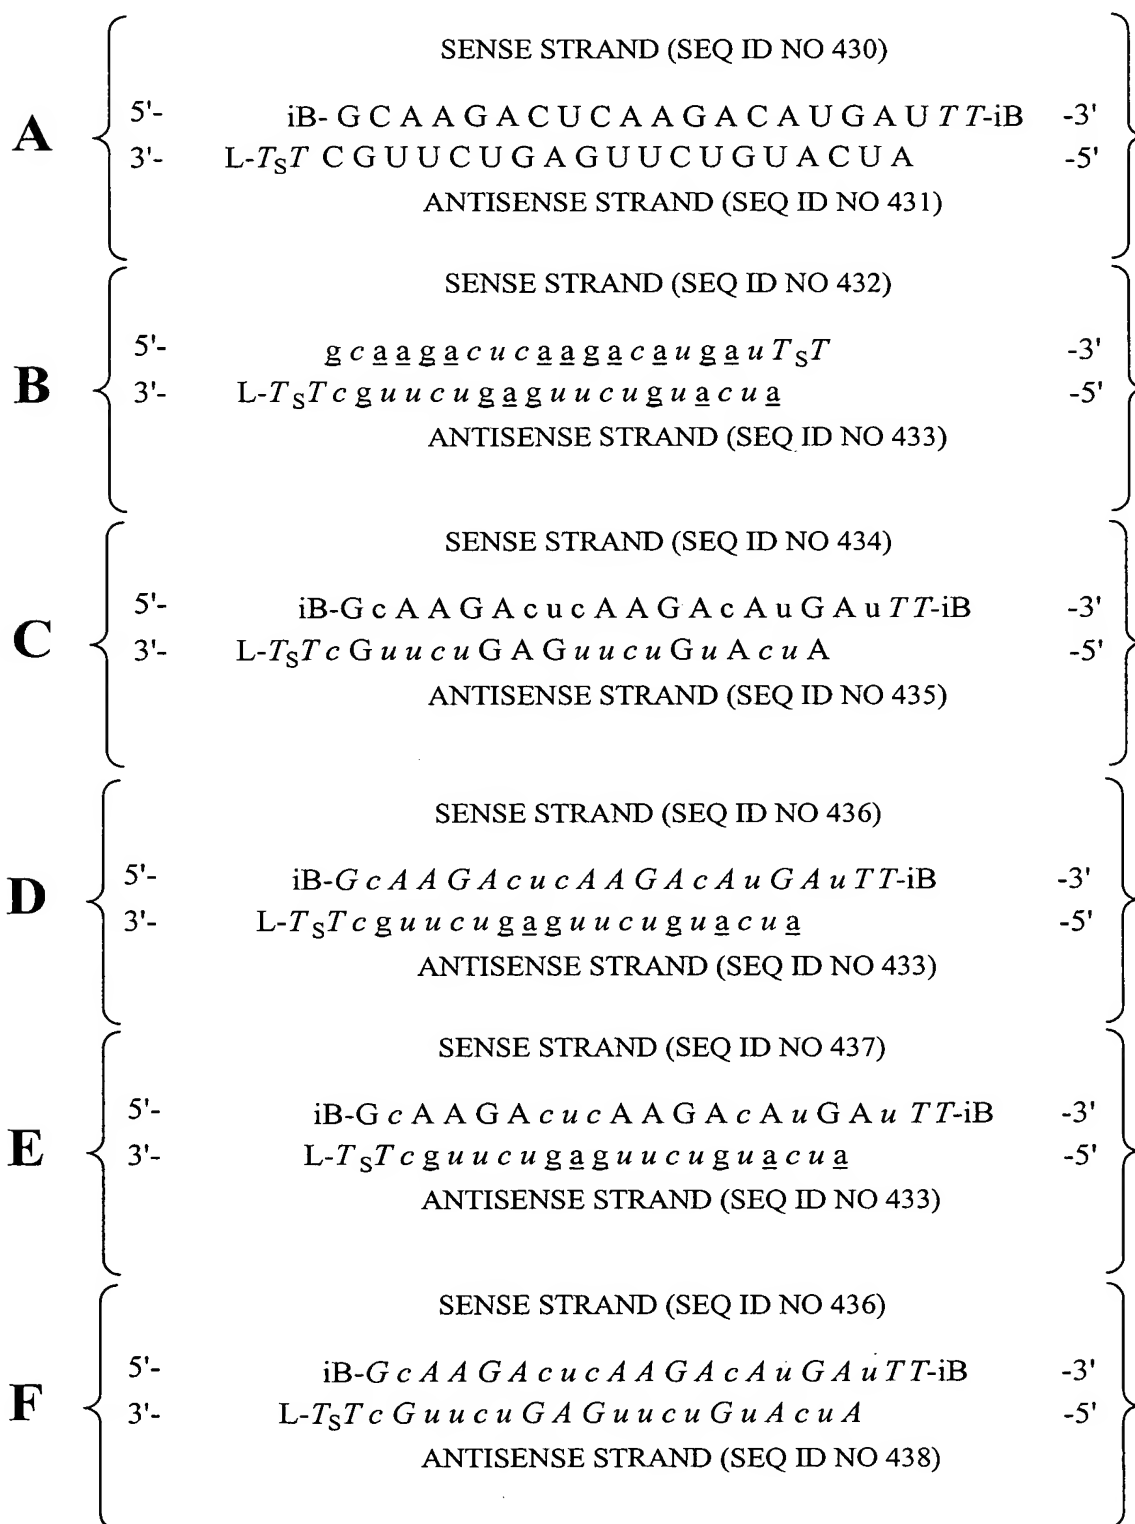 SENSE STRAND (SEQ ID NO 430)
A
5'- iB- G C A A G A C U C A A G A C A U G A U T T-iB -3'
3'- L-TST C G U U C U G A G U U C U G U A C U A -5'
ANTISENSE STRAND (SEQ ID NO 431)
SENSE STRAND (SEQ ID NO 432)
B
5'- g c a a g a c u c a a g a c a u g a u TST -3'
3'- L-TST c g u u c u g a g u u c u g u a c u a -5'
ANTISENSE STRAND (SEQ ID NO 433)
SENSE STRAND (SEQ ID NO 434)
C
5'- iB-G c A A G A c u c A A G A c A u G A u T T-iB -3'
3'- L-TST c G u u c u G A G u u c u G u A c u A -5'
ANTISENSE STRAND (SEQ ID NO 435)
SENSE STRAND (SEQ ID NO 436)
D
5'- iB-G c A A G A c u c A A G A c A u G A u T T-iB -3'
3'- L-TST c g u u c u g a g u u c u g u a c u a -5'
ANTISENSE STRAND (SEQ ID NO 433)
SENSE STRAND (SEQ ID NO 437)
E
5'- iB-G c A A G A c u c A A G A c A u G A u T T-iB -3'
3'- L-TST c g u u c u g a g u u c u g u a c u a -5'
ANTISENSE STRAND (SEQ ID NO 433)
SENSE STRAND (SEQ ID NO 436)
F
5'- iB-G c A A G A c u c A A G A c A u G A u T T-iB -3'
3'- L-TST c G u u c u G A G u u c u G u A c u A -5'
ANTISENSE STRAND (SEQ ID NO 438)